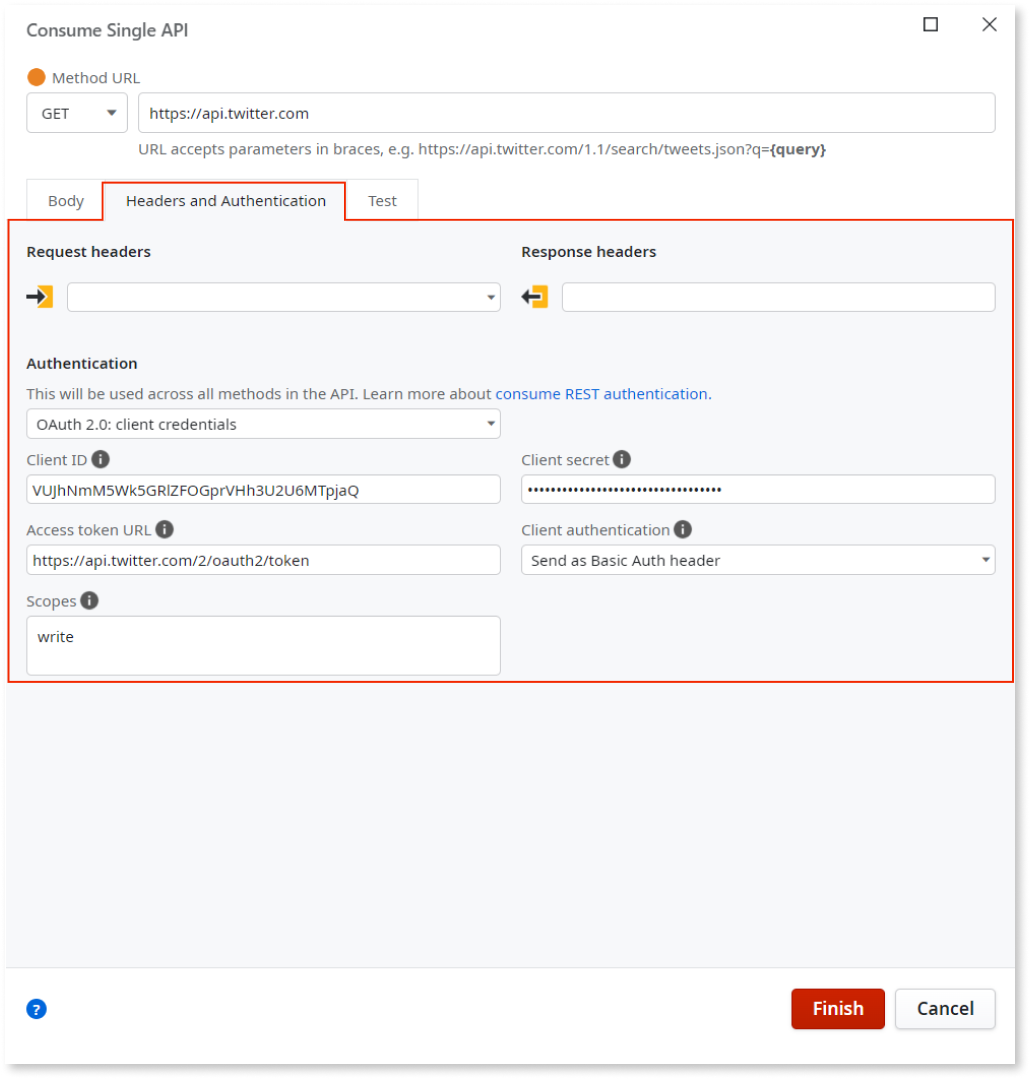 Consume Single API
Method URL
GET
https://api.twitter.com
URL accepts parameters in braces, e.g. https://api.twitter.com/1.1/search/tweets.json?q={query}
Body
Headers and Authentication
Test
Request headers
Response headers
Authentication
This will be used across all methods in the API. Learn more about consume REST authentication.
OAuth 2.0: client credentials
Client ID
Client secret
VUJhNmM5Wk5GRlZFOGprVHh3U2U6MTpjaQ
••••••••••••••••••••••••••••••••••
Access token URL
Client authentication
https://api.twitter.com/2/oauth2/token
Send as Basic Auth header
Scopes
write
?
Finish
Cancel